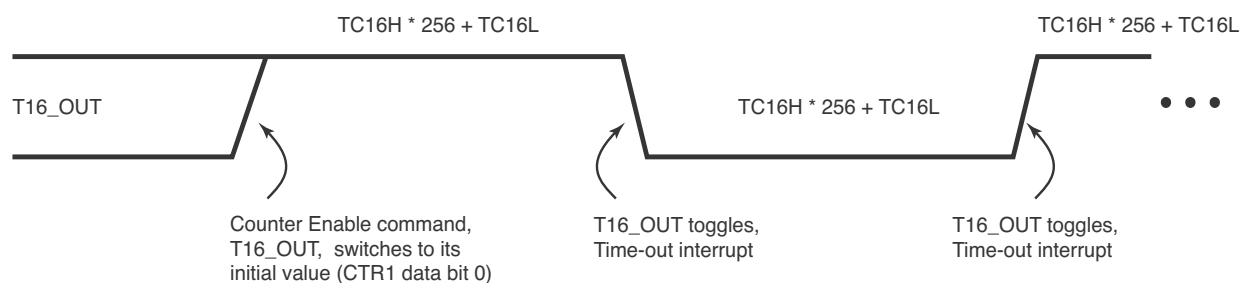 TC16H * 256 + TC16L
TC16H * 256 + TC16L
T16_OUT
TC16H * 256 + TC16L
Counter Enable command,
T16_OUT, switches to its
initial value (CTR1 data bit 0)
T16_OUT toggles,
Time-out interrupt
T16_OUT toggles,
Time-out interrupt